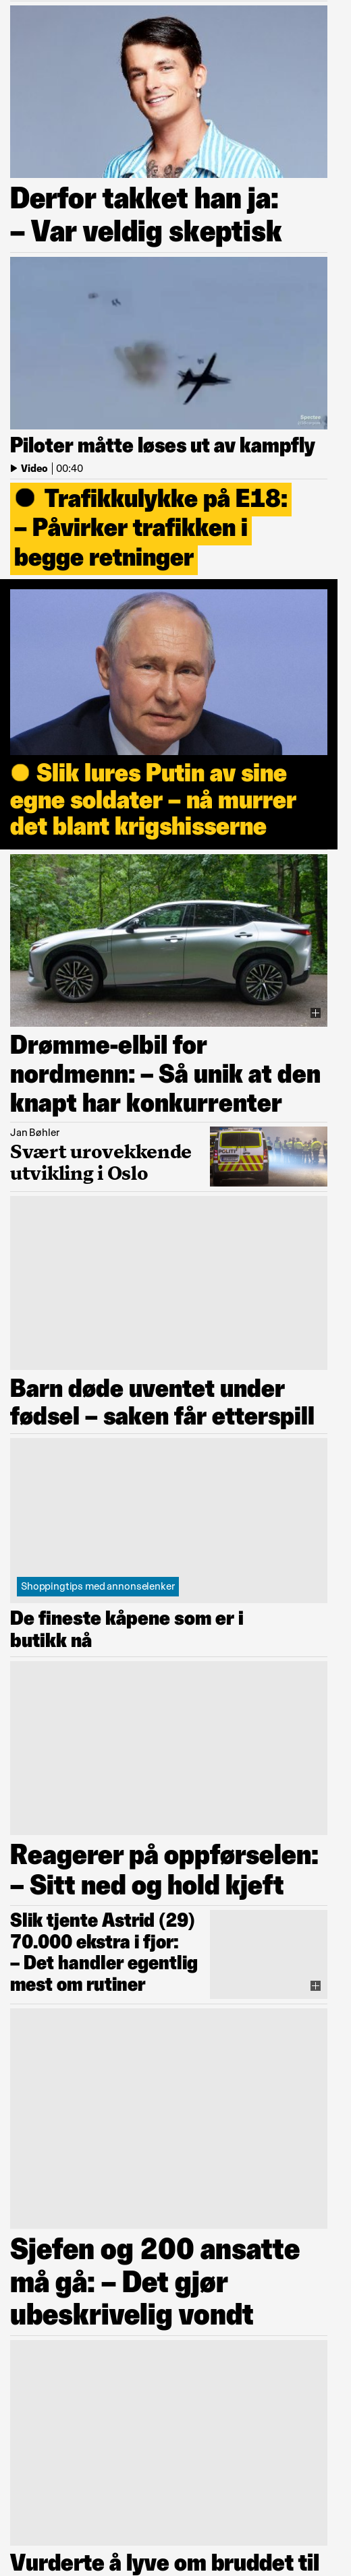 Derfor takket han ja:
– Var veldig skeptisk
Spectee
Piloter måtte løses ut av kampfly
Video | 00:40
Trafikkulykke på E18:
– Påvirker trafikken i
begge retninger
Slik lures Putin av sine
egne soldater – nå murrer
det blant krigshisserne
Drømme-elbil for
nordmenn: – Så unik at den
knapt har konkurrenter
Jan Bøhler
Svært urovekkende
utvikling i Oslo
POLITI
Barn døde uventet under
fødsel – saken får etterspill
Shoppingtips med annonselenker
De fineste kåpene som er i
butikk nå
Reagerer på oppførselen:
– Sitt ned og hold kjeft
Slik tjente Astrid (29)
70.000 ekstra i fjor:
– Det handler egentlig
mest om rutiner
Sjefen og 200 ansatte
må gå: – Det gjør
ubeskrivelig vondt
Vurderte å lyve om bruddet til